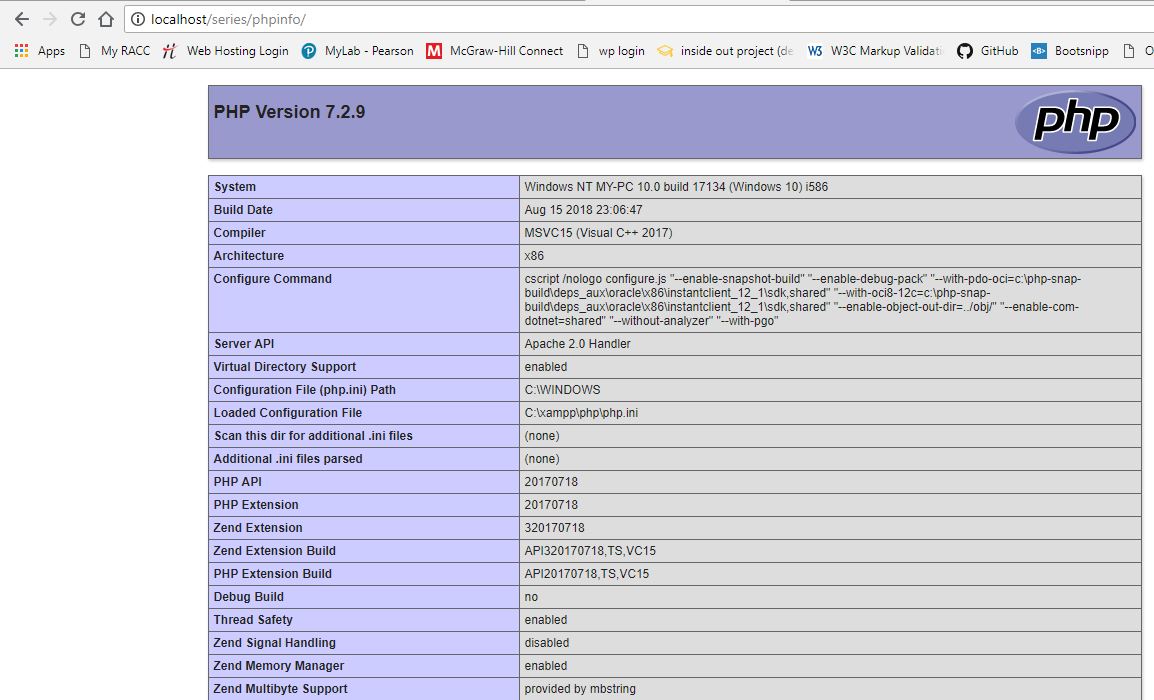 localhost/series/phpinfo/
Apps My RACC Web Hosting Login MyLab - Pearson McGraw-Hill Connect wp login inside out project (de W3C Markup Validati GitHub Bootsnipp O
PHP Version 7.2.9
php
System Windows NT MY-PC 10.0 build 17134 (Windows 10) i586
Build Date Aug 15 2018 23:06:47
Compiler MSVC15 (Visual C++ 2017)
Architecture x86
Configure Command cscript /nologo configure.js "--enable-snapshot-build" "--enable-debug-pack" "--with-pdo-oci=c:\php-snap-
build\deps_aux\oracle\x86\instantclient_12_1\sdk,shared" "--with-oci8-12c=c:\php-snap-
build\deps_aux\oracle\x86\instantclient_12_1\sdk,shared" "--enable-object-out-dir=../obj/" "--enable-com-
dotnet=shared" "--without-analyzer" "--with-pgo"
Server API Apache 2.0 Handler
Virtual Directory Support enabled
Configuration File (php.ini) Path C:\WINDOWS
Loaded Configuration File C:\xampp\php\php.ini
Scan this dir for additional .ini files (none)
Additional .ini files parsed (none)
PHP API 20170718
PHP Extension 20170718
Zend Extension 320170718
Zend Extension Build API320170718,TS,VC15
PHP Extension Build API20170718,TS,VC15
Debug Build no
Thread Safety enabled
Zend Signal Handling disabled
Zend Memory Manager enabled
Zend Multibyte Support provided by mbstring